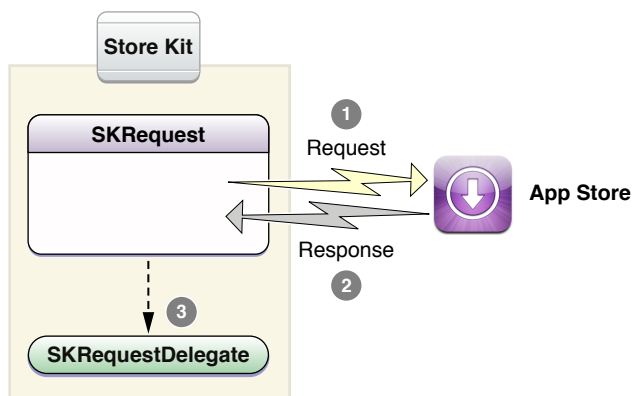 Store Kit
SKRequest
1
Request
App Store
Response
2
3
SKRequestDelegate